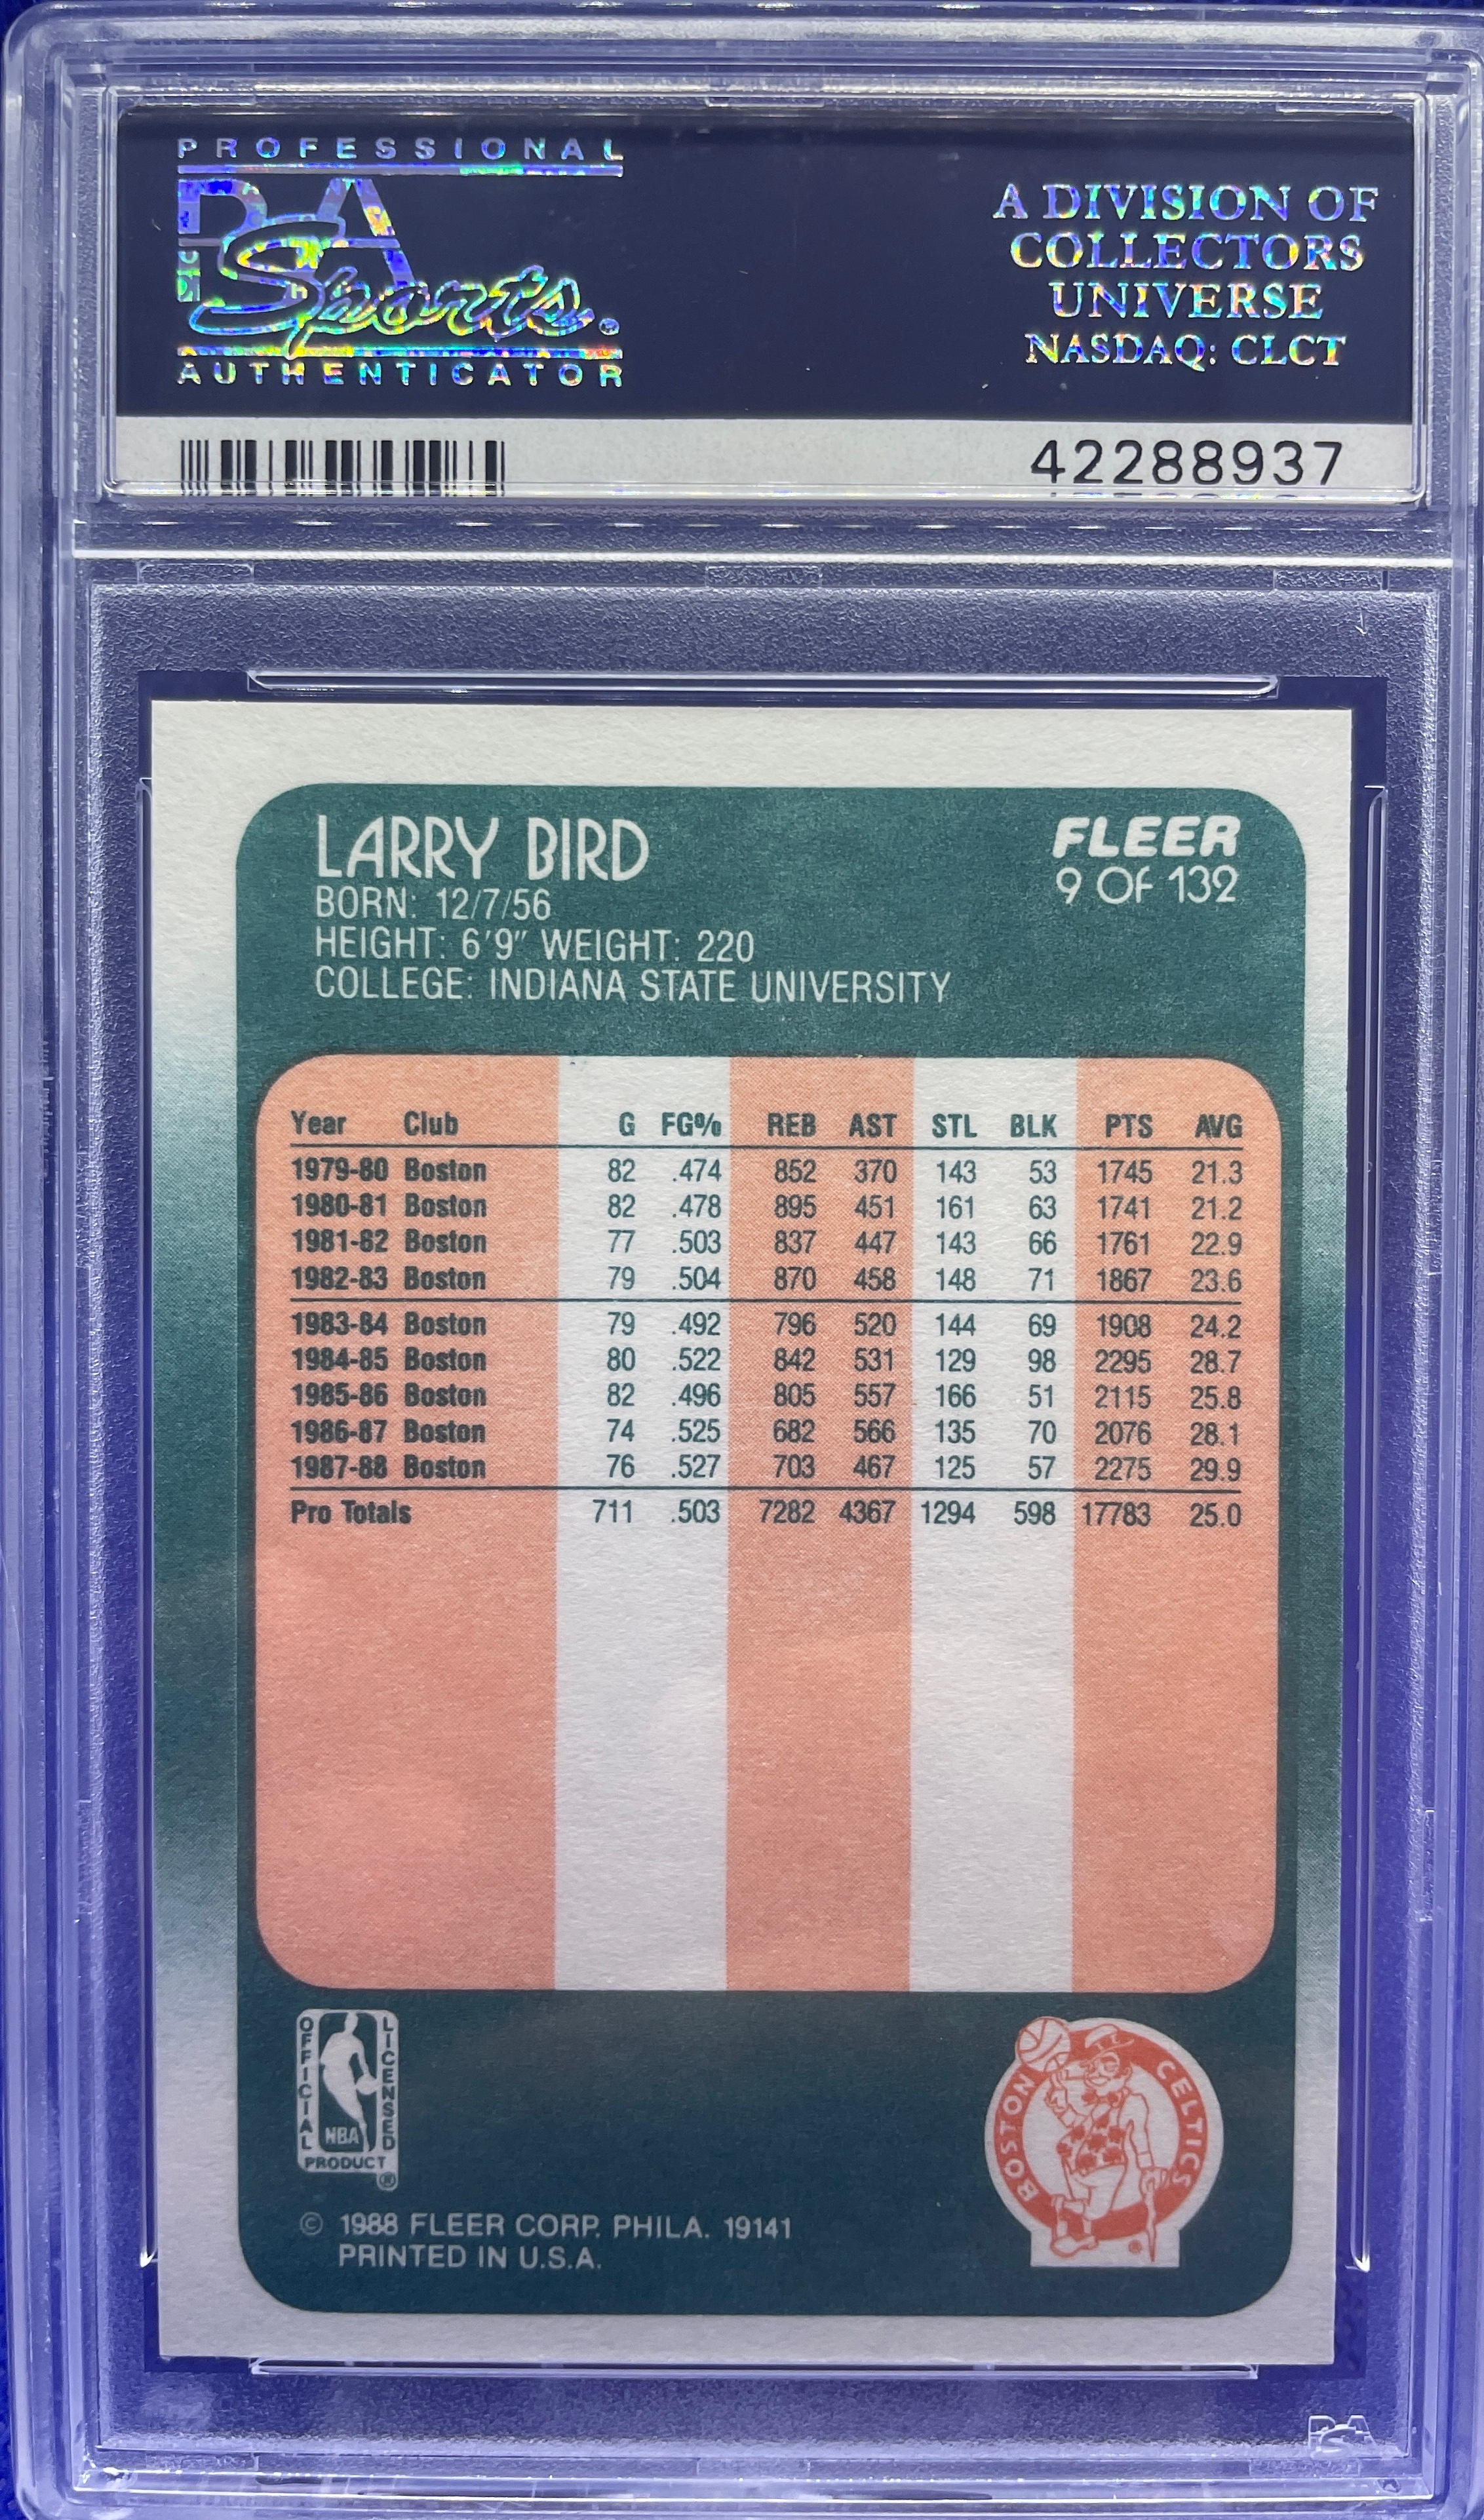 PROFESSIONAL
PSA
Sports®
AUTHENTICATOR
A DIVISION OF
COLLECTORS
UNIVERSE
NASDAQ: CLCT
42288937
LARRY BIRD
BORN: 12/7/56
HEIGHT: 6'9" WEIGHT: 220
COLLEGE: INDIANA STATE UNIVERSITY
FLEER
9 OF 132
Year Club G FG% REB AST STL BLK PTS AVG
1979-80 Boston 82 .474 852 370 143 53 1745 21.3
1980-81 Boston 82 .478 895 451 161 63 1741 21.2
1981-82 Boston 77 .503 837 447 143 66 1761 22.9
1982-83 Boston 79 .504 870 458 148 71 1867 23.6
1983-84 Boston 79 .492 796 520 144 69 1908 24.2
1984-85 Boston 80 .522 842 531 129 98 2295 28.7
1985-86 Boston 82 .496 805 557 166 51 2115 25.8
1986-87 Boston 74 .525 682 566 135 70 2076 28.1
1987-88 Boston 76 .527 703 467 125 57 2275 29.9
Pro Totals 711 .503 7282 4367 1294 598 17783 25.0
OFFICIAL LICENSED
NBA
PRODUCT
®
BOSTON CELTICS
®
© 1988 FLEER CORP. PHILA. 19141
PRINTED IN U.S.A.
PSA